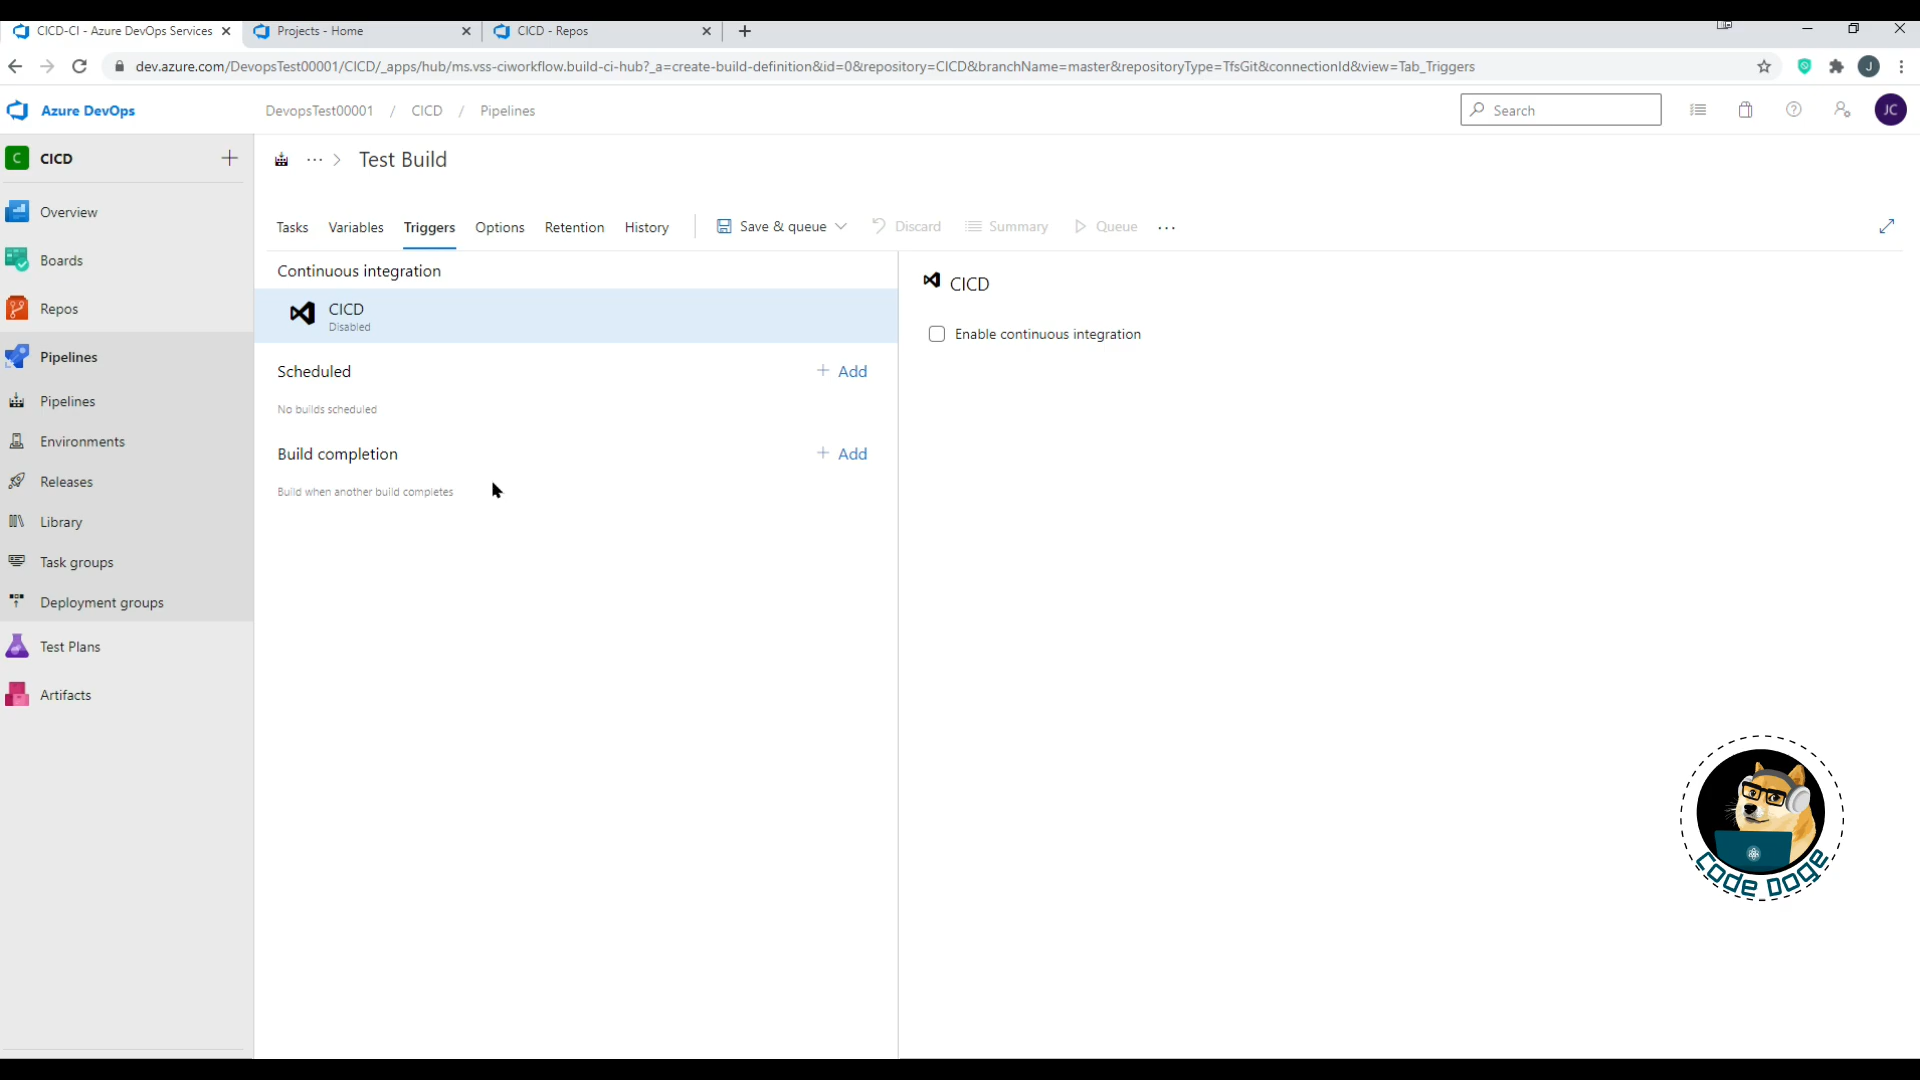 CICD-CI - Azure DevOps Services
Projects - Home
CICD - Repos
dev.azure.com/DevopsTest00001/CICD/_apps/hub/ms.vss-ciworkflow.build-ci-hub?_a=create-build-definition&id=0&repository=CICD&branchName=master&repositoryType=TfsGit&connectionId&view=Tab_Triggers
J
Azure DevOps
DevopsTest00001 / CICD / Pipelines
Search
JC
C CICD
Test Build
Overview
Boards
Repos
Pipelines
Pipelines
Environments
Releases
Library
Task groups
Deployment groups
Test Plans
Artifacts
Tasks Variables Triggers Options Retention History Save & queue Discard Summary Queue ...
Continuous integration
CICD
Disabled
Scheduled + Add
No builds scheduled
Build completion + Add
Build when another build completes
CICD
Enable continuous integration
Code Doge